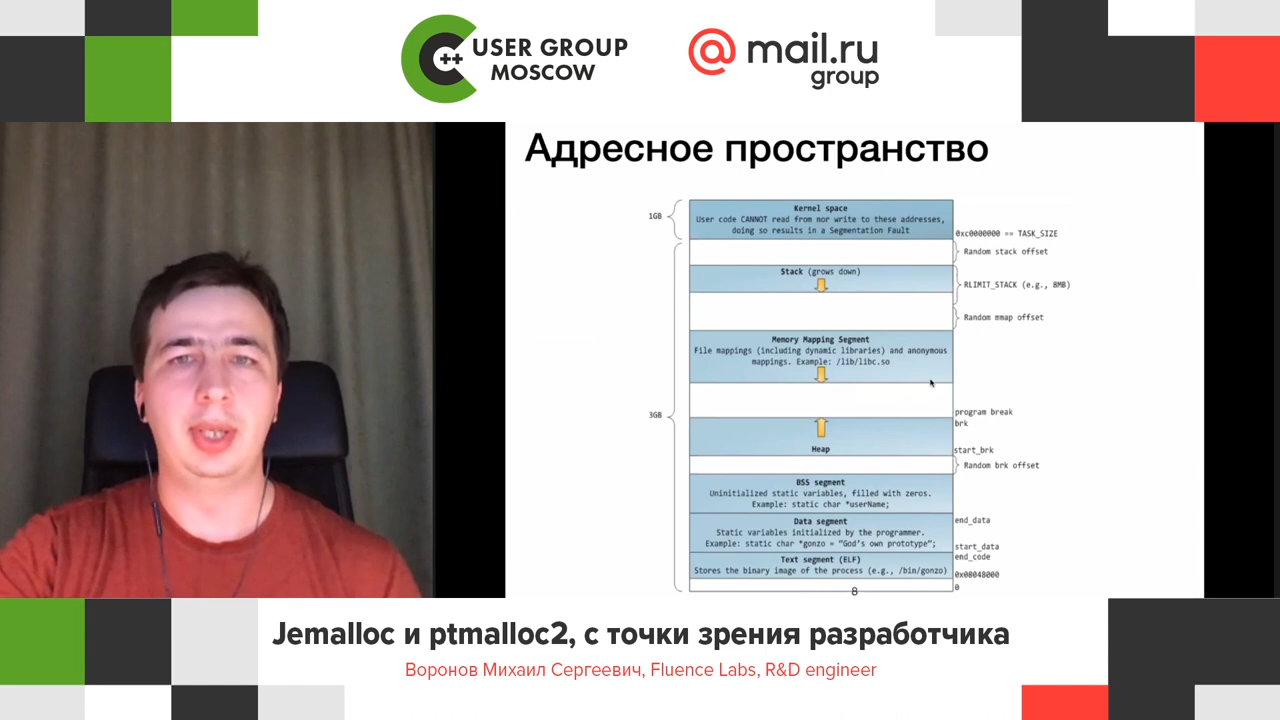 C++ USER GROUP
MOSCOW
@ mail.ru
group
Адресное пространство
1GB
Kernel space
User code CANNOT read from nor write to these addresses,
doing so results in a Segmentation Fault
0xc0000000 == TASK_SIZE
Random stack offset
Stack (grows down)
RLIMIT_STACK (e.g., 8MB)
Random mmap offset
Memory Mapping Segment
File mappings (including dynamic libraries) and anonymous
mappings. Example: /lib/libc.so
3GB
program break
brk
Heap
start_brk
Random brk offset
BSS segment
Uninitialized static variables, filled with zeros.
Example: static char *userName;
Data segment
Static variables initialized by the programmer.
Example: static char *gonzo = "God's own prototype";
end_data
start_data
end_code
Text segment (ELF)
Stores the binary image of the process (e.g., /bin/gonzo)
0x08048000
0
8
Jemalloc и ptmalloc2, с точки зрения разработчика
Воронов Михаил Сергеевич, Fluence Labs, R&D engineer